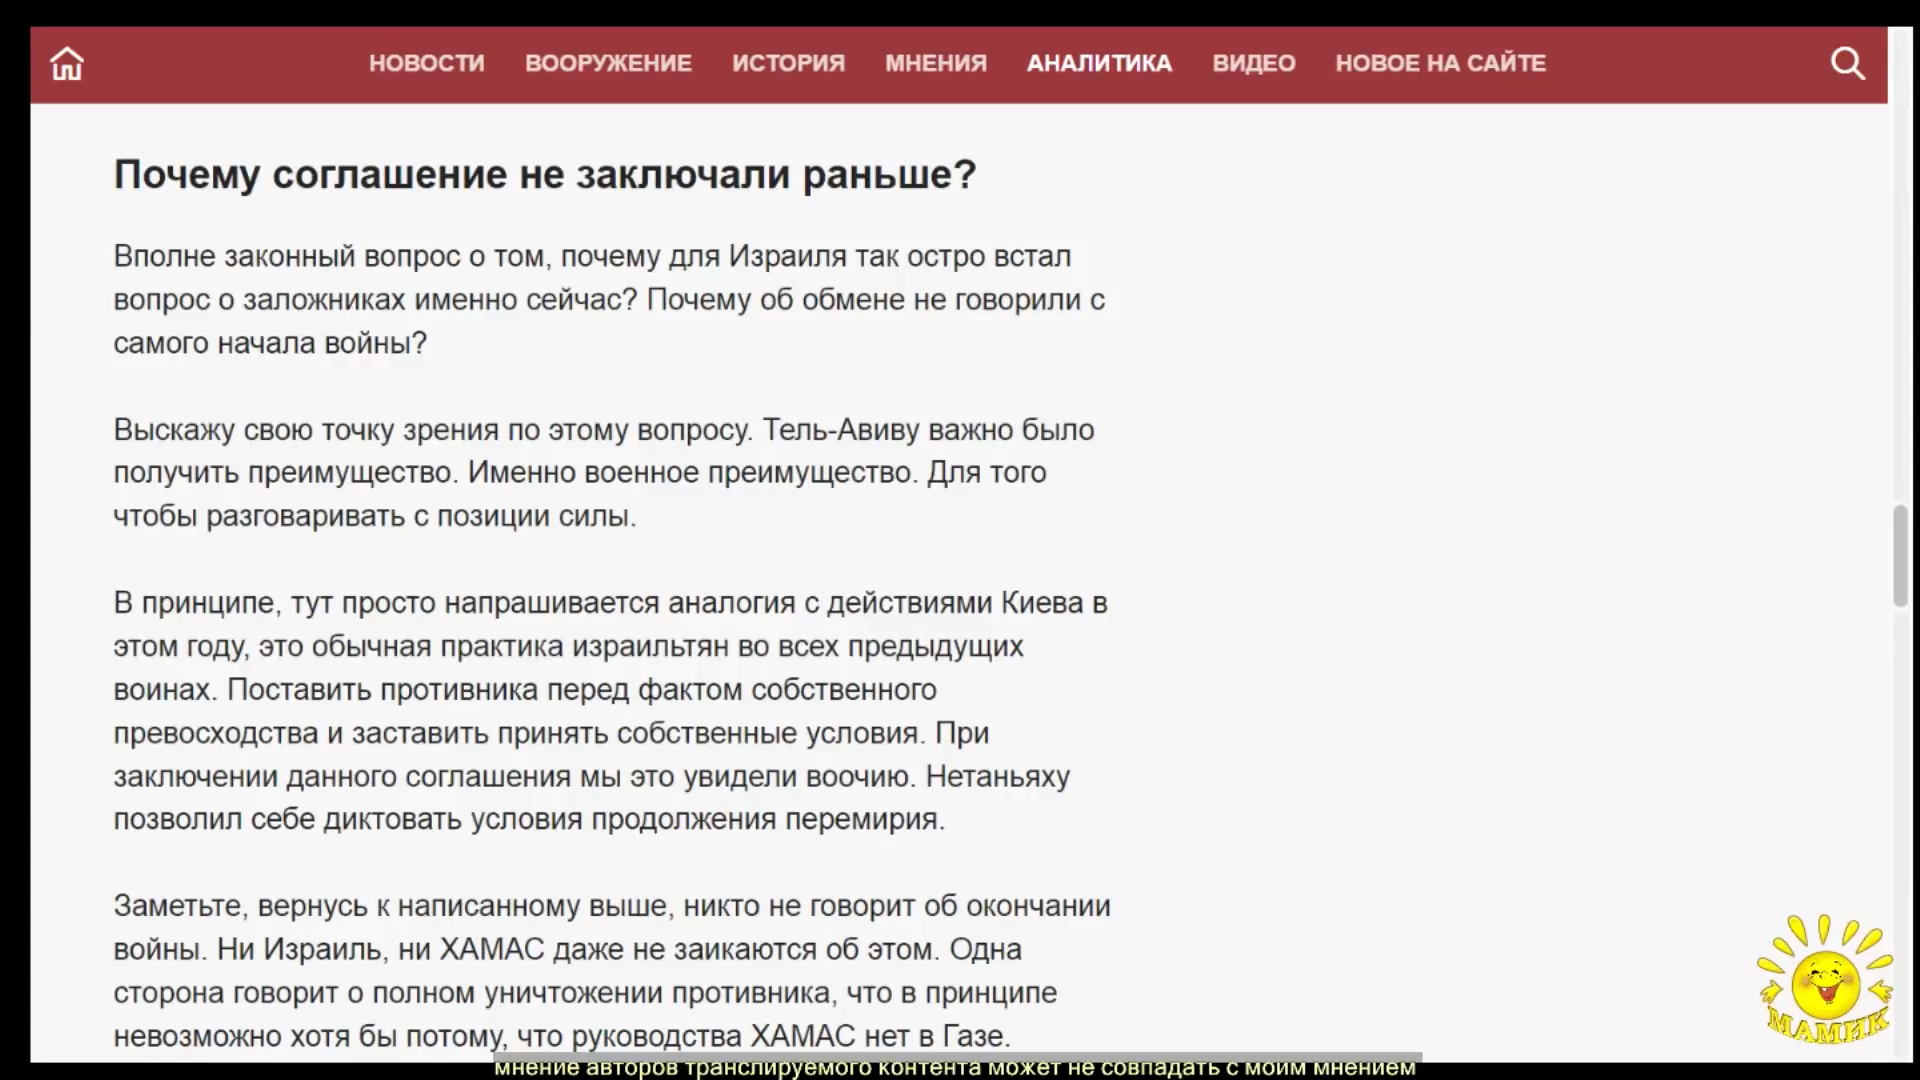 НОВОСТИ ВООРУЖЕНИЕ ИСТОРИЯ МНЕНИЯ АНАЛИТИКА ВИДЕО НОВОЕ НА САЙТЕ
Почему соглашение не заключали раньше?
Вполне законный вопрос о том, почему для Израиля так остро встал
вопрос о заложниках именно сейчас? Почему об обмене не говорили с
самого начала войны?
Выскажу свою точку зрения по этому вопросу. Тель-Авиву важно было
получить преимущество. Именно военное преимущество. Для того
чтобы разговаривать с позиции силы.
В принципе, тут просто напрашивается аналогия с действиями Киева в
этом году, это обычная практика израильтян во всех предыдущих
воинах. Поставить противника перед фактом собственного
превосходства и заставить принять собственные условия. При
заключении данного соглашения мы это увидели воочию. Нетаньяху
позволил себе диктовать условия продолжения перемирия.
Заметьте, вернусь к написанному выше, никто не говорит об окончании
войны. Ни Израиль, ни ХАМАС даже не заикаются об этом. Одна
сторона говорит о полном уничтожении противника, что в принципе
невозможно хотя бы потому, что руководства ХАМАС нет в Газе.
МАМИК
мнение авторов транслируемого контента может не совпадать с моим мнением